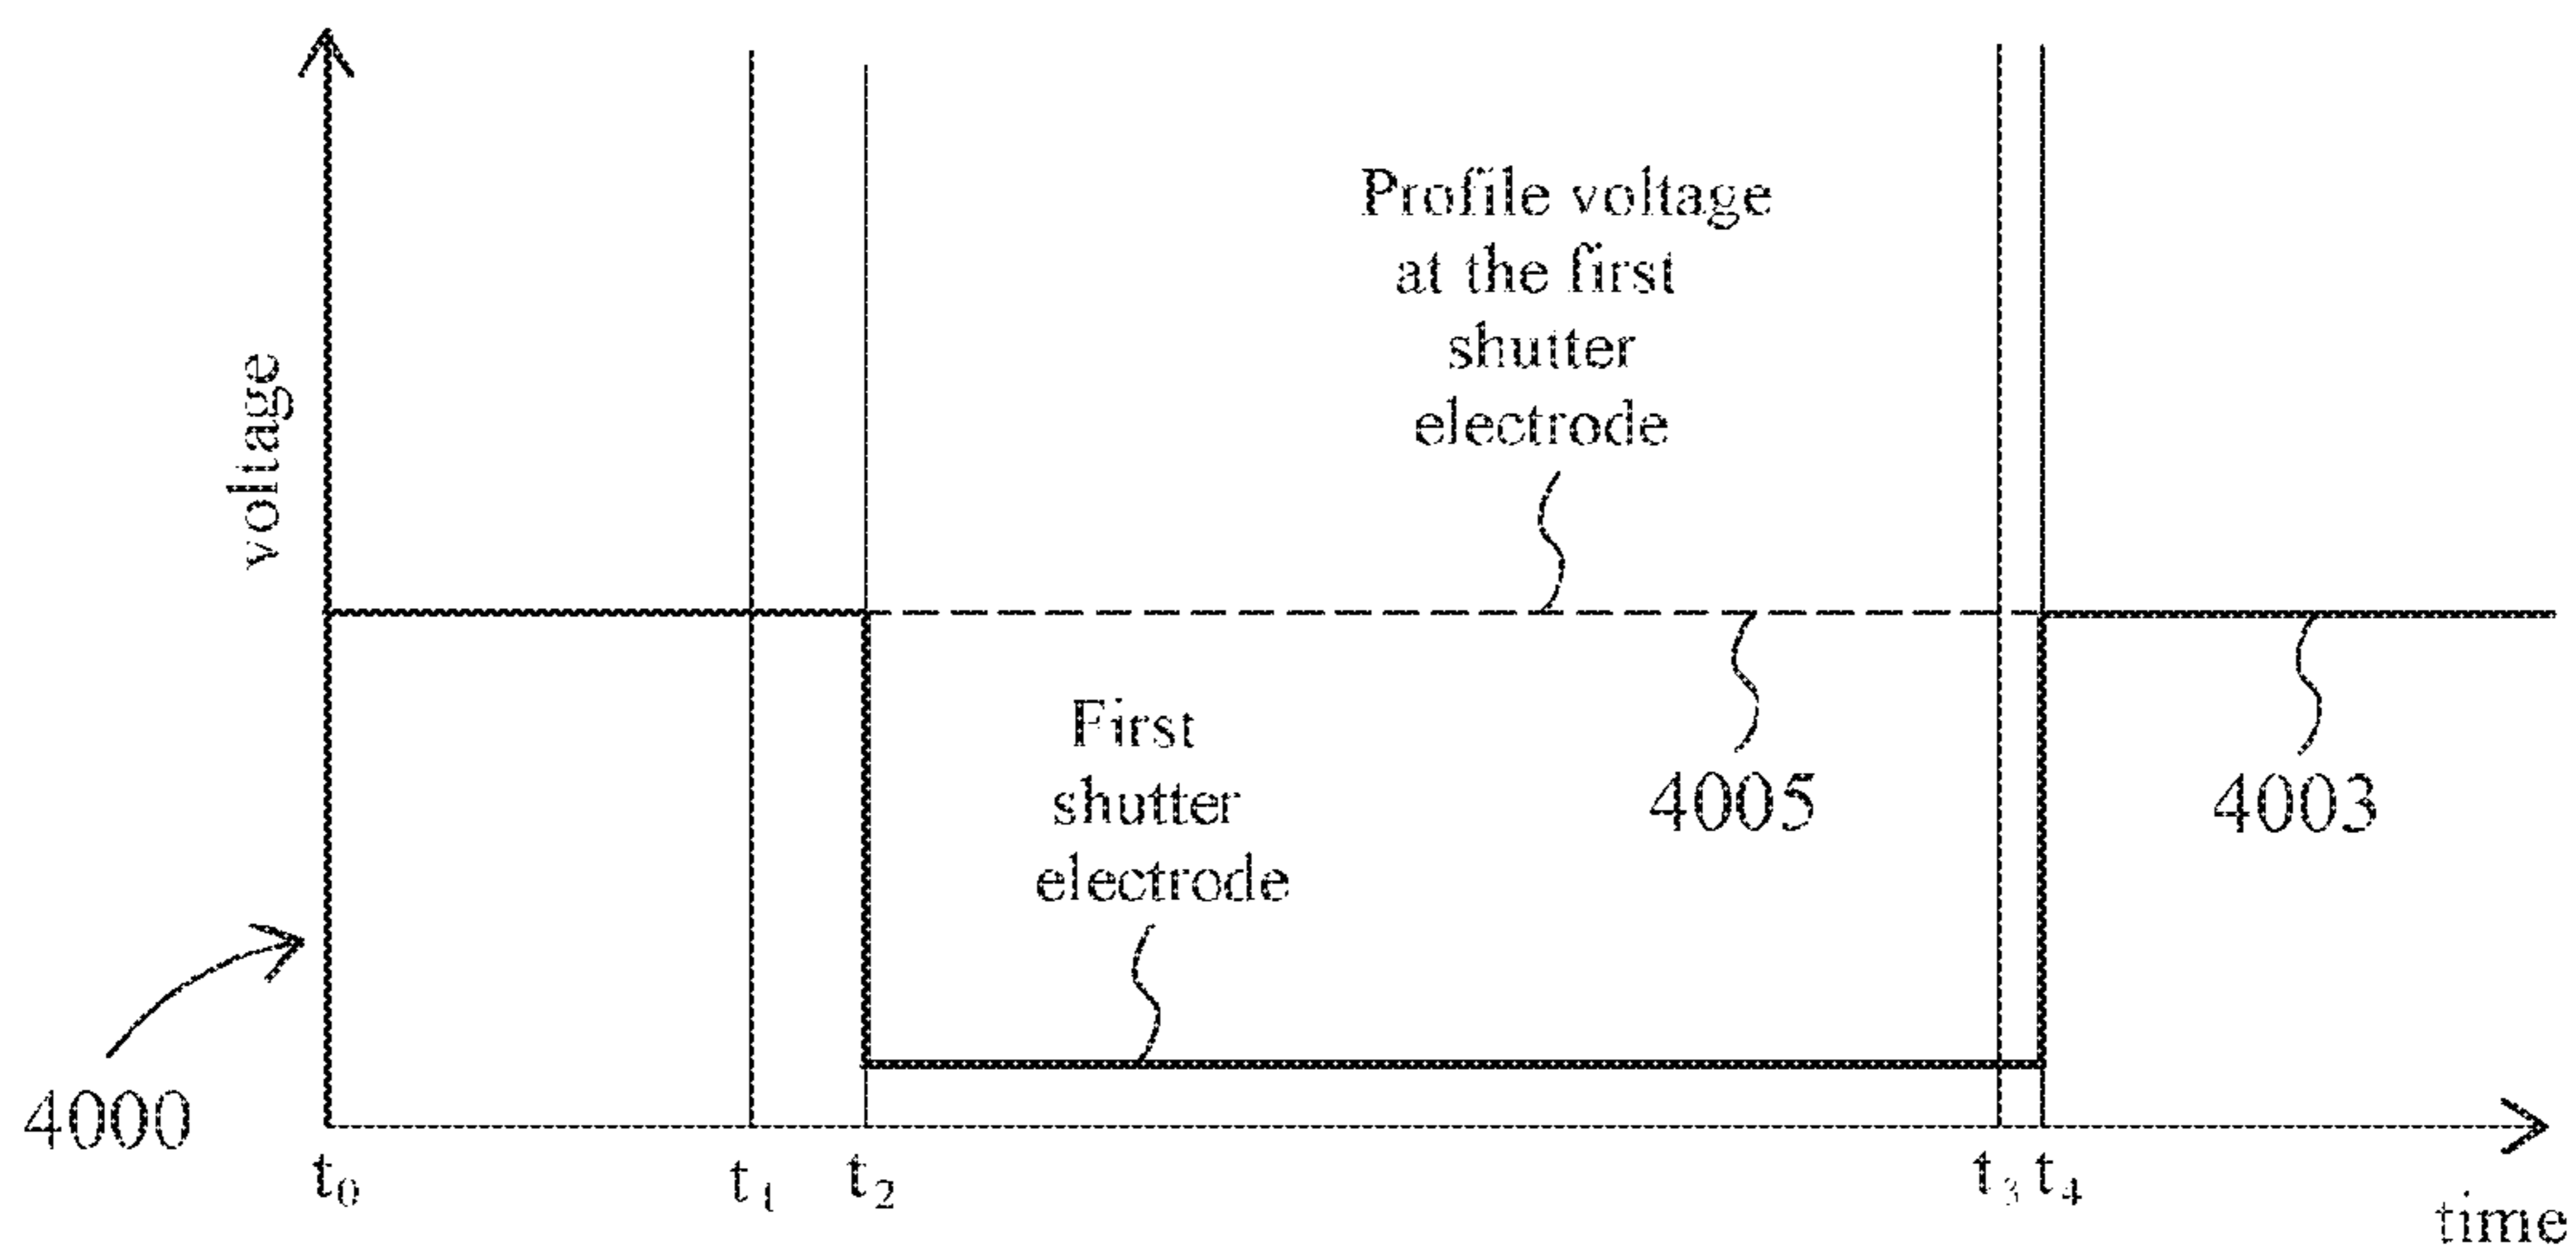 voltage
Profile voltage
at the first
shutter
electrode
First
shutter
electrode
4005
4003
4000
t₀
t₁
t₂
t₃
t₄
time